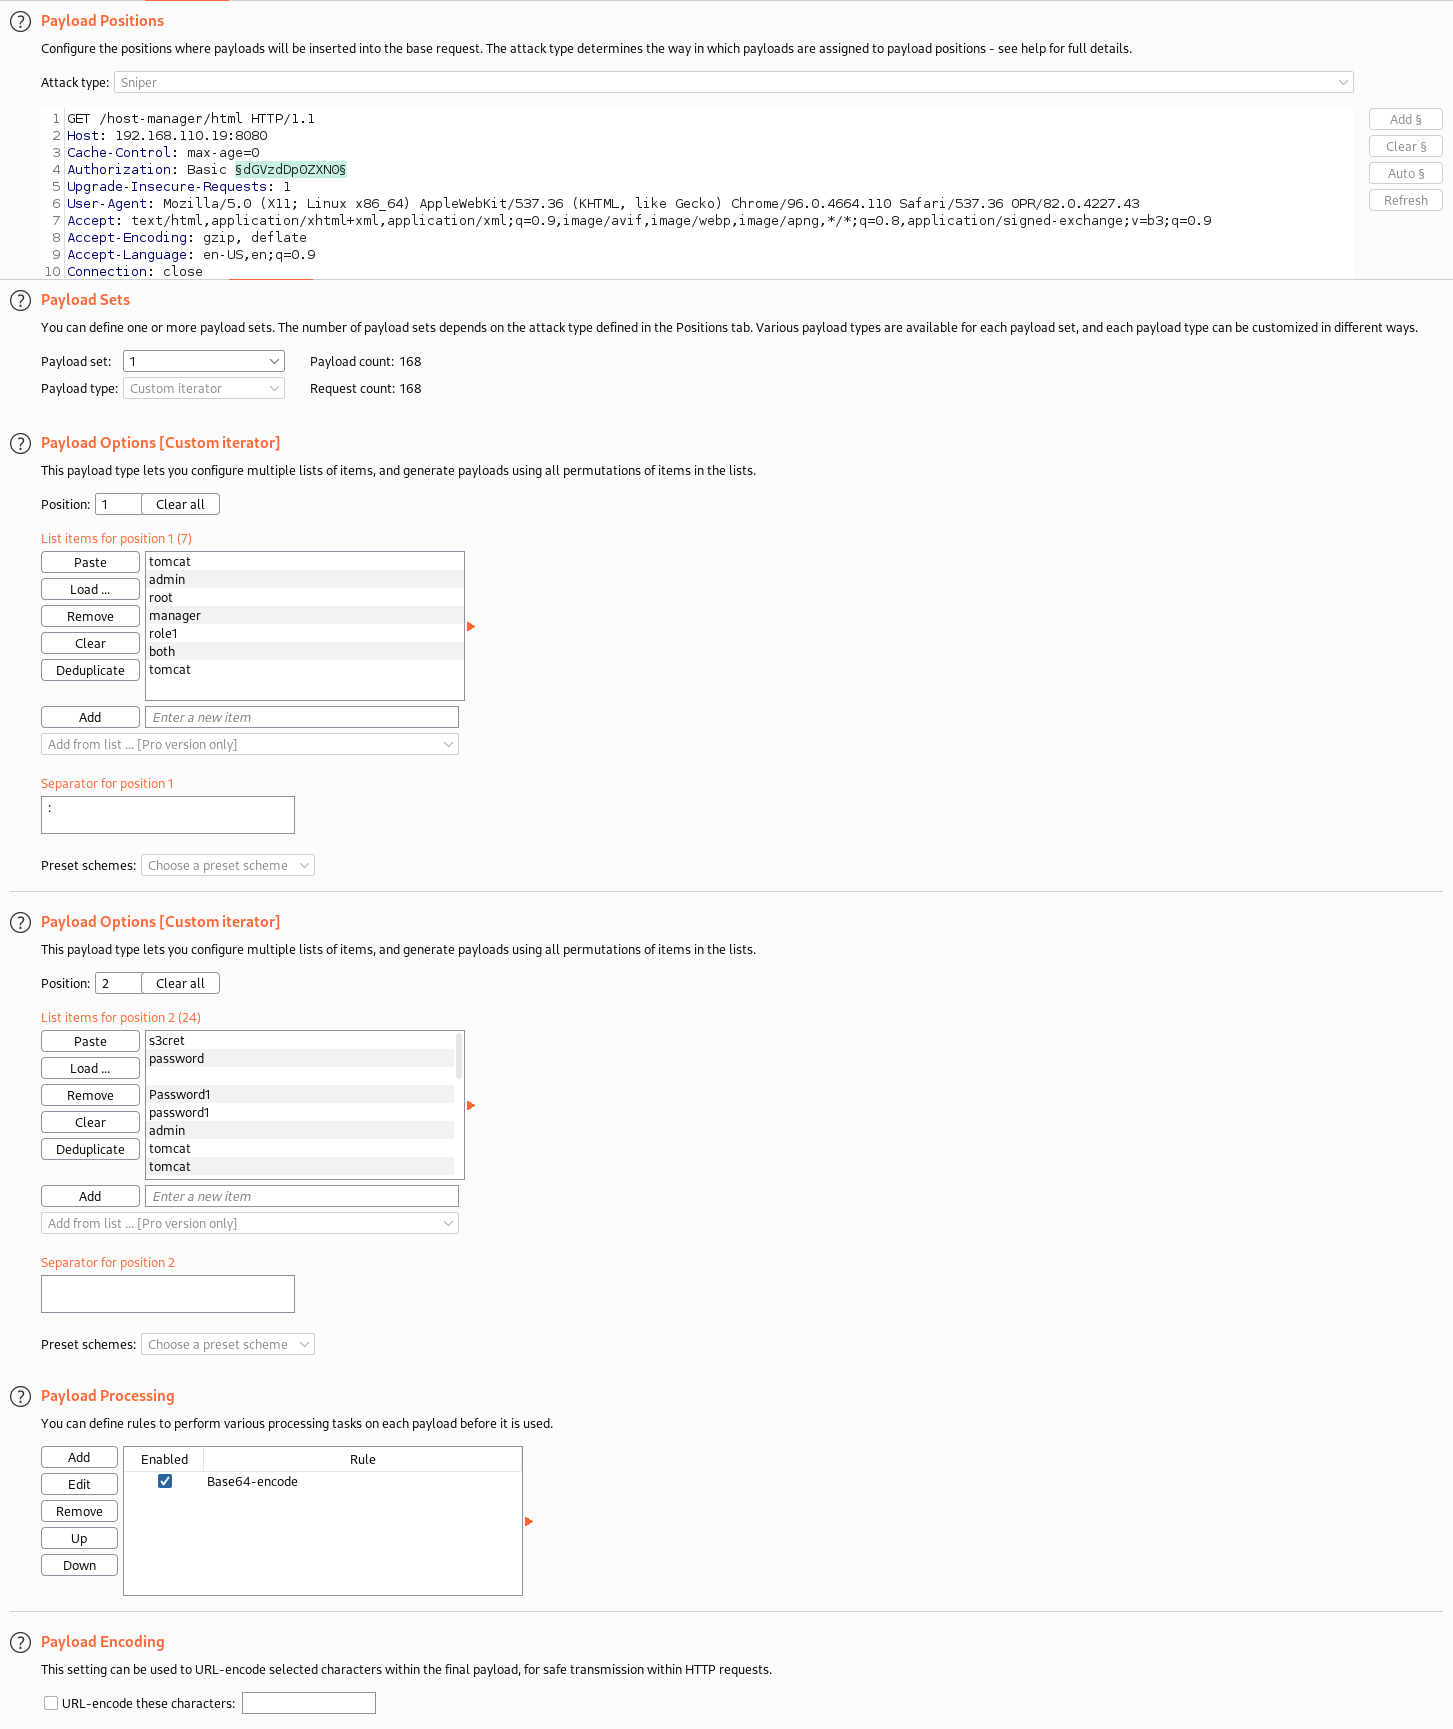 Payload Positions
Configure the positions where payloads will be inserted into the base request. The attack type determines the way in which payloads are assigned to payload positions - see help for full details.
Attack type: Sniper
1 GET /host-manager/html HTTP/1.1
2 Host: 192.168.110.19:8080
3 Cache-Control: max-age=0
4 Authorization: Basic §dGVzdDp0ZXN0§
5 Upgrade-Insecure-Requests: 1
6 User-Agent: Mozilla/5.0 (X11; Linux x86_64) AppleWebKit/537.36 (KHTML, like Gecko) Chrome/96.0.4664.110 Safari/537.36 OPR/82.0.4227.43
7 Accept: text/html,application/xhtml+xml,application/xml;q=0.9,image/avif,image/webp,image/apng,*/*;q=0.8,application/signed-exchange;v=b3;q=0.9
8 Accept-Encoding: gzip, deflate
9 Accept-Language: en-US,en;q=0.9
10 Connection: close
Add §
Clear §
Auto §
Refresh
Payload Sets
You can define one or more payload sets. The number of payload sets depends on the attack type defined in the Positions tab. Various payload types are available for each payload set, and each payload type can be customized in different ways.
Payload set: 1 Payload count: 168
Payload type: Custom iterator Request count: 168
Payload Options [Custom iterator]
This payload type lets you configure multiple lists of items, and generate payloads using all permutations of items in the lists.
Position: 1 Clear all
List items for position 1 (7)
Paste
Load ...
Remove
Clear
Deduplicate
tomcat
admin
root
manager
role1
both
tomcat
Add Enter a new item
Add from list ... [Pro version only]
Separator for position 1
:
Preset schemes: Choose a preset scheme
Payload Options [Custom iterator]
This payload type lets you configure multiple lists of items, and generate payloads using all permutations of items in the lists.
Position: 2 Clear all
List items for position 2 (24)
Paste
Load ...
Remove
Clear
Deduplicate
s3cret
password
Password1
password1
admin
tomcat
tomcat
Add Enter a new item
Add from list ... [Pro version only]
Separator for position 2
Preset schemes: Choose a preset scheme
Payload Processing
You can define rules to perform various processing tasks on each payload before it is used.
Add
Edit
Remove
Up
Down
Enabled Rule
Base64-encode
Payload Encoding
This setting can be used to URL-encode selected characters within the final payload, for safe transmission within HTTP requests.
URL-encode these characters: